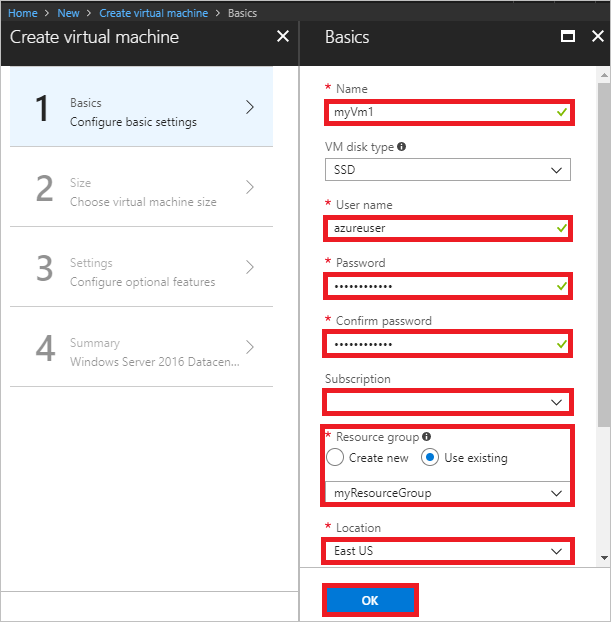 Home > New > Create virtual machine > Basics
Create virtual machine
1
Basics
Configure basic settings
2
Size
Choose virtual machine size
3
Settings
Configure optional features
4
Summary
Windows Server 2016 Datacen...
Basics
* Name
myVm1
VM disk type
SSD
* User name
azureuser
* Password
••••••••••••
* Confirm password
••••••••••••
Subscription
* Resource group
Create new Use existing
myResourceGroup
* Location
East US
OK